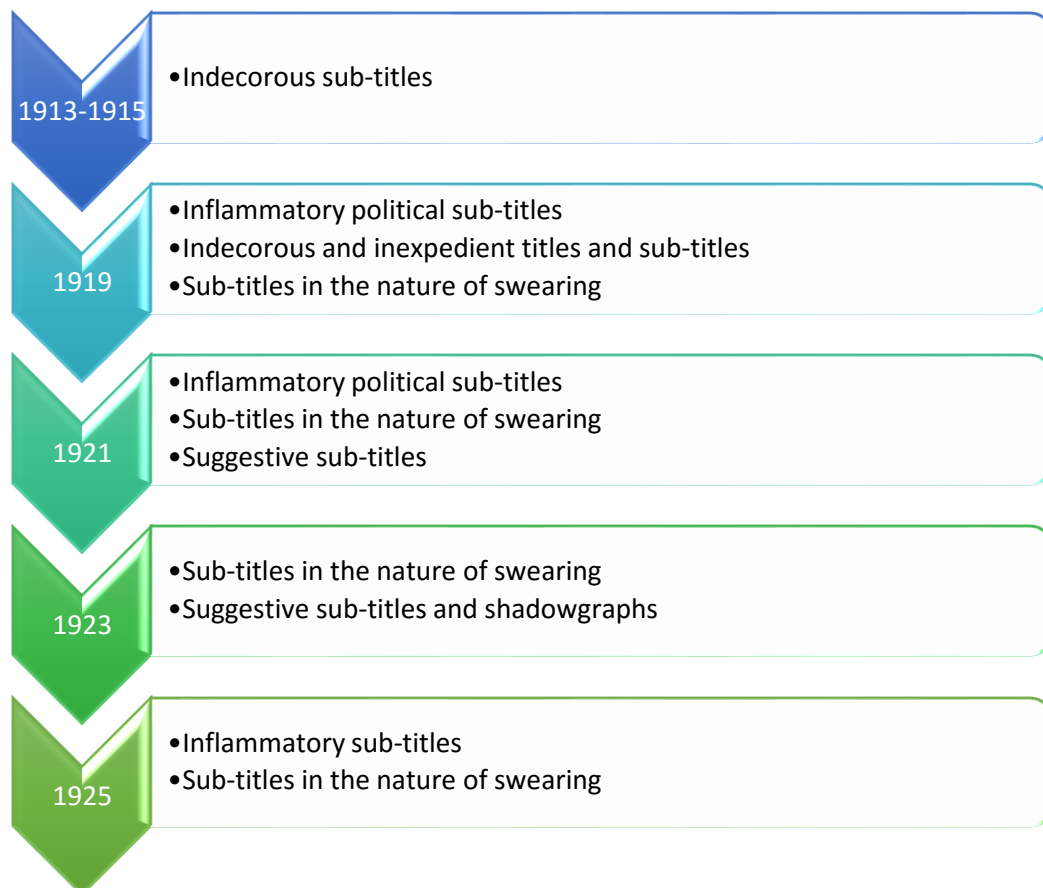 1913-1915
•Indecorous sub-titles
1919
•Inflammatory political sub-titles
•Indecorous and inexpedient titles and sub-titles
•Sub-titles in the nature of swearing
1921
•Inflammatory political sub-titles
•Sub-titles in the nature of swearing
•Suggestive sub-titles
1923
•Sub-titles in the nature of swearing
•Suggestive sub-titles and shadowgraphs
1925
•Inflammatory sub-titles
•Sub-titles in the nature of swearing